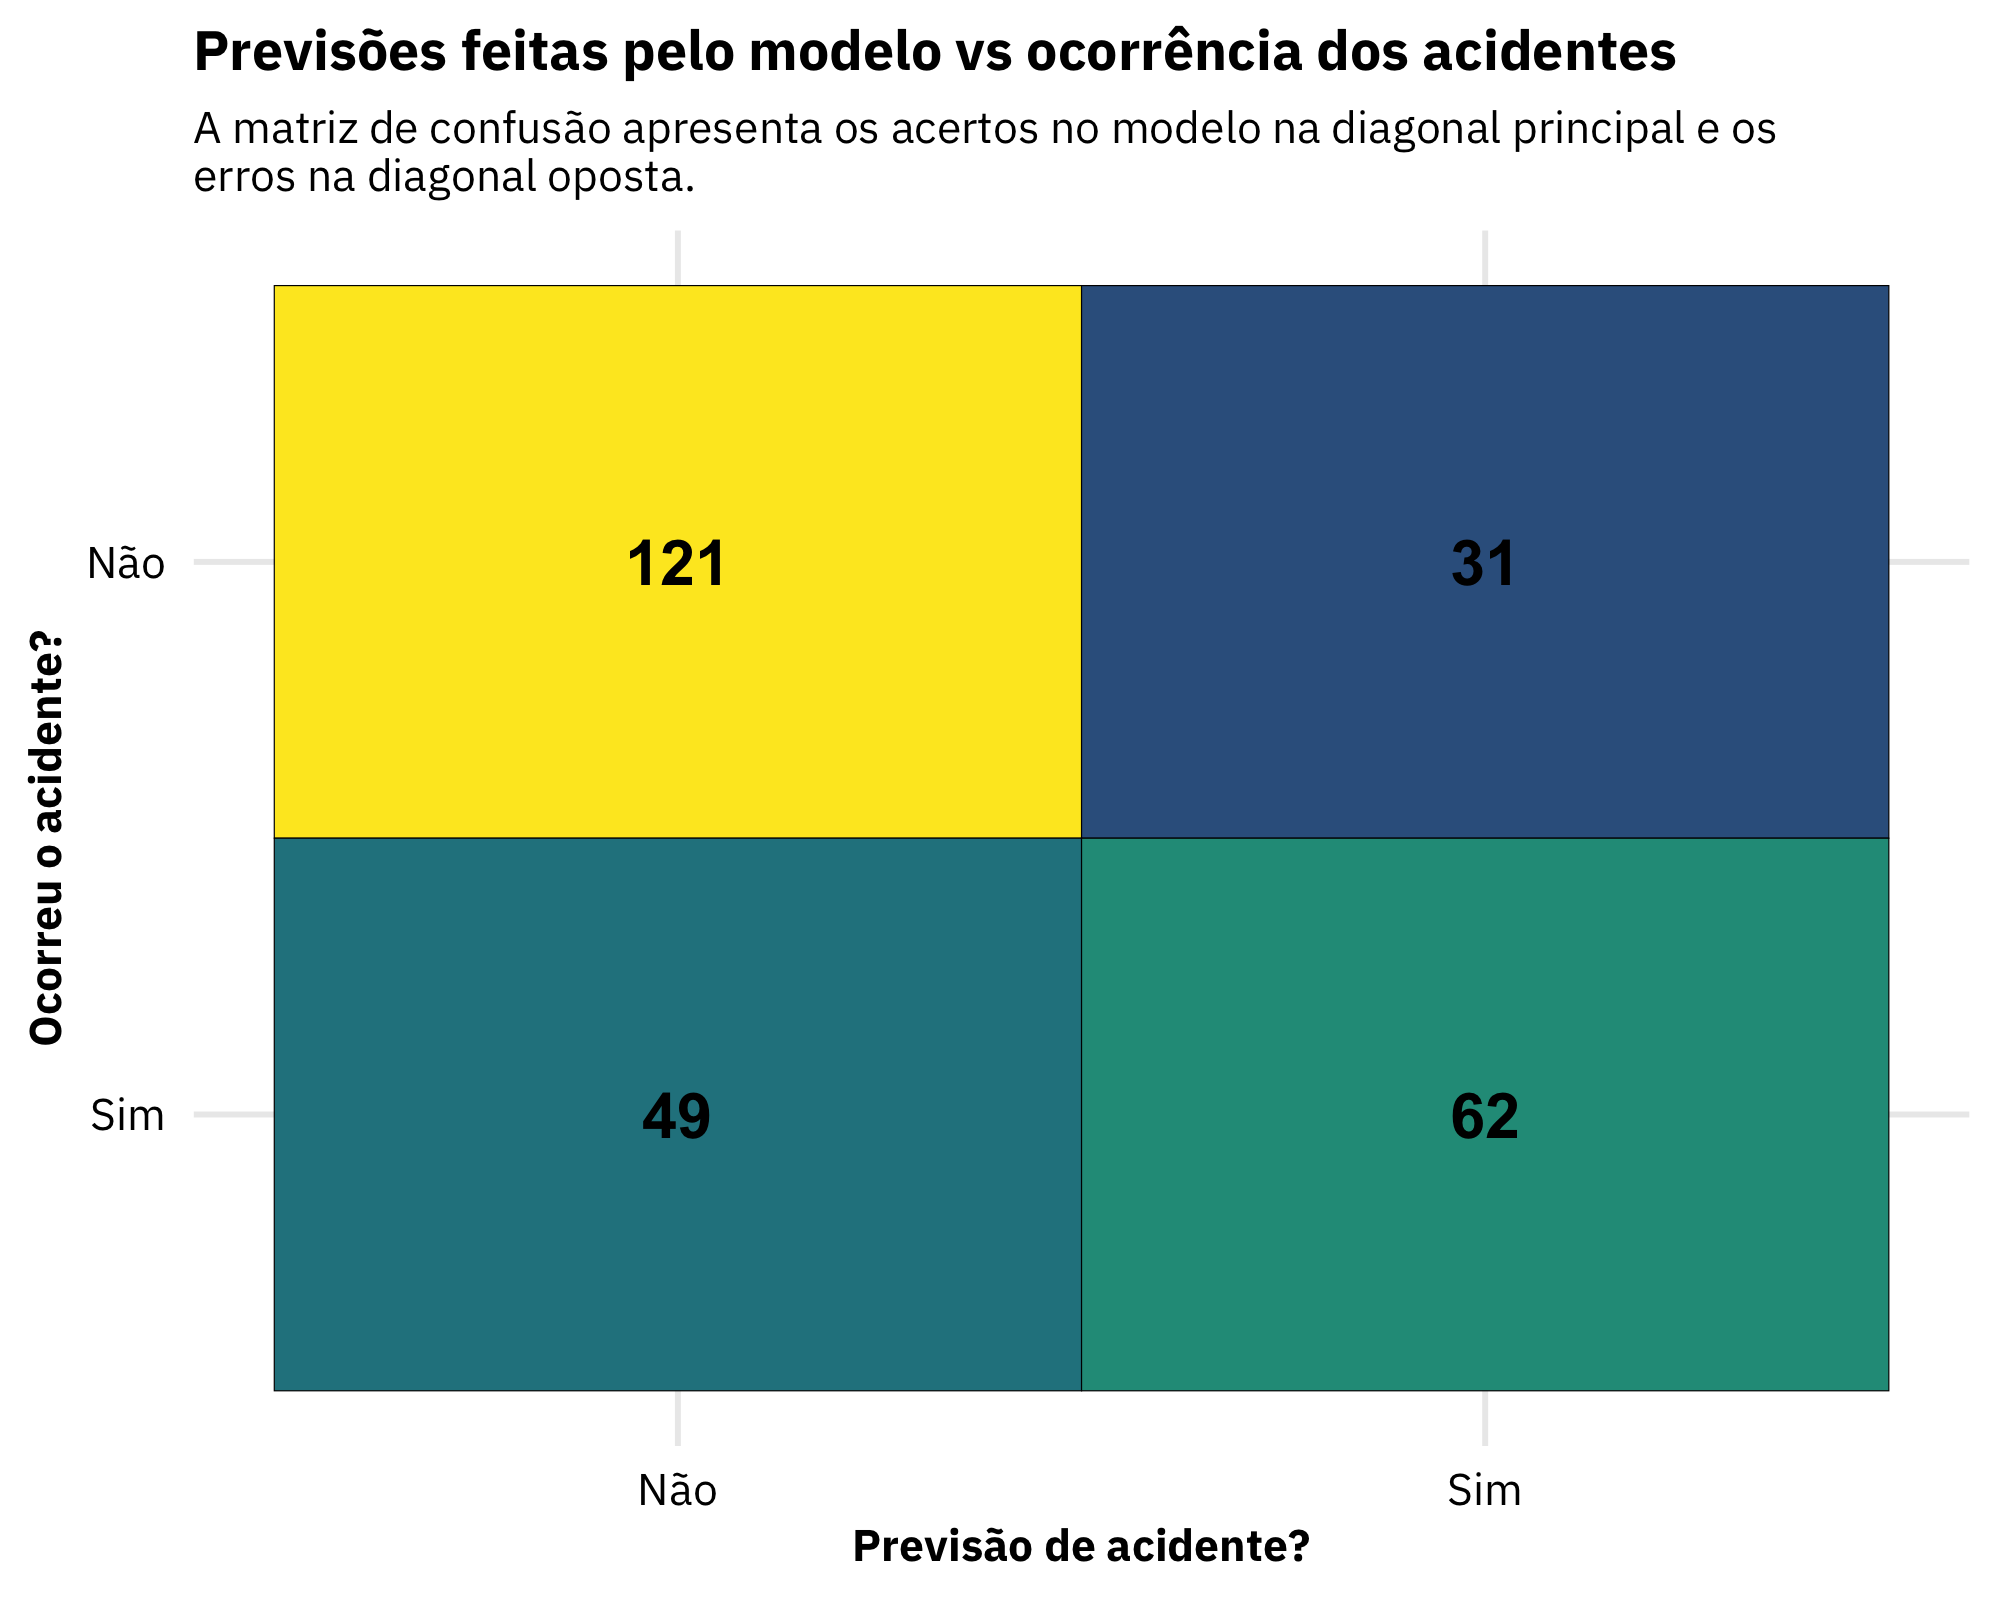 Previsões feitas pelo modelo vs ocorrência dos acidentes
A matriz de confusão apresenta os acertos no modelo na diagonal principal e os
erros na diagonal oposta.
Ocorreu o acidente?
Não
121
31
Sim
49
62
Não
Sim
Previsão de acidente?